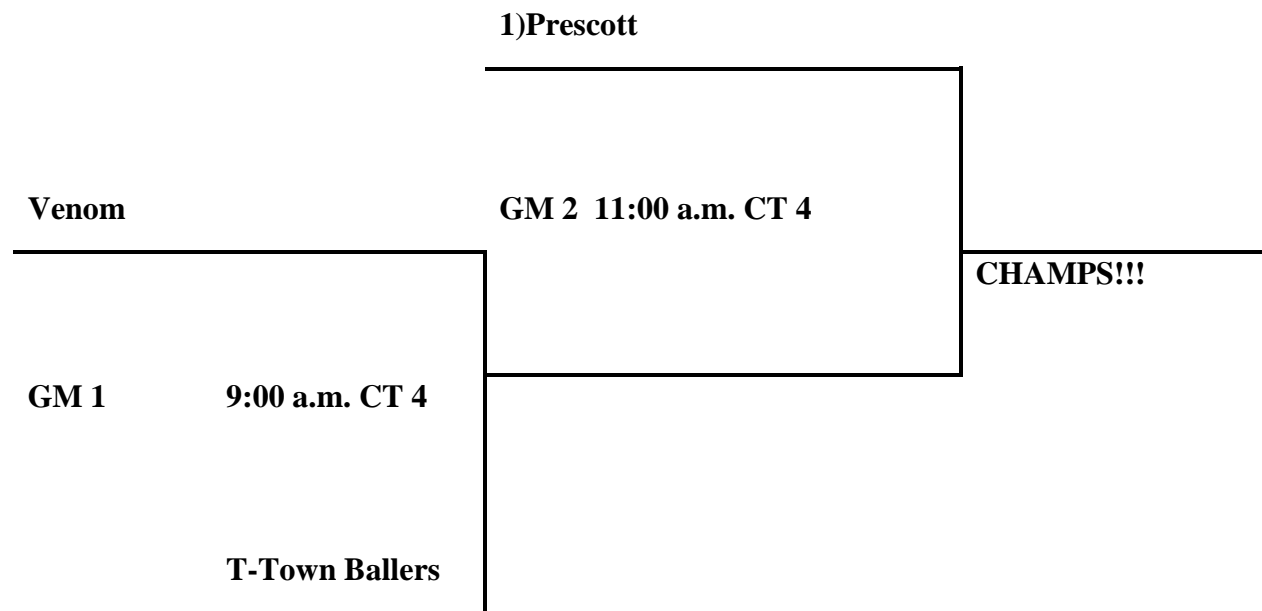 1)Prescott
Venom
GM 2 11:00 a.m. CT 4
CHAMPS!!!
GM 1 9:00 a.m. CT 4
T-Town Ballers